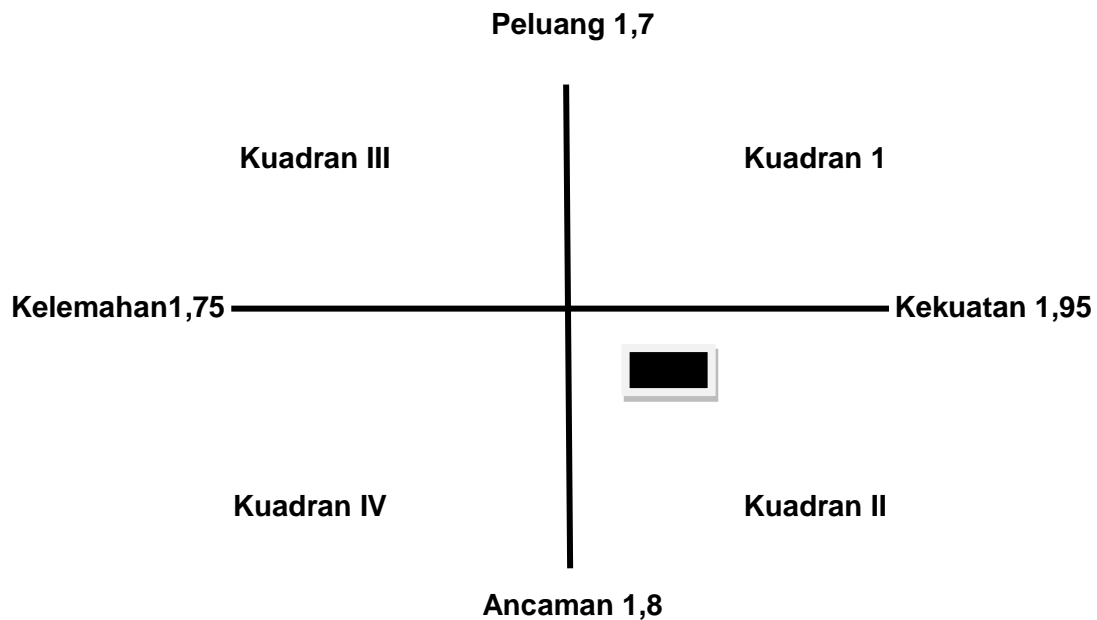 Peluang 1,7
Kuadran III
Kuadran 1
Kelemahan1,75
Kekuatan 1,95
Kuadran IV
Kuadran II
Ancaman 1,8